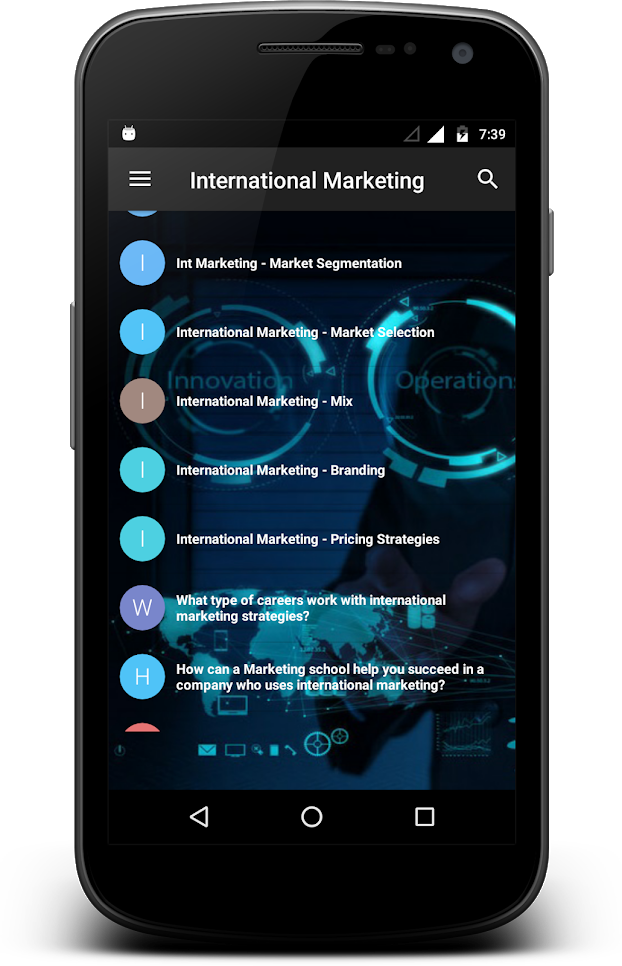 7:39
International Marketing
I
Int Marketing - Market Segmentation
I
International Marketing - Market Selection
Innovation
Operations
I
International Marketing - Mix
I
International Marketing - Branding
I
International Marketing - Pricing Strategies
W
What type of careers work with international
marketing strategies?
H
How can a Marketing school help you succeed in a
company who uses international marketing?